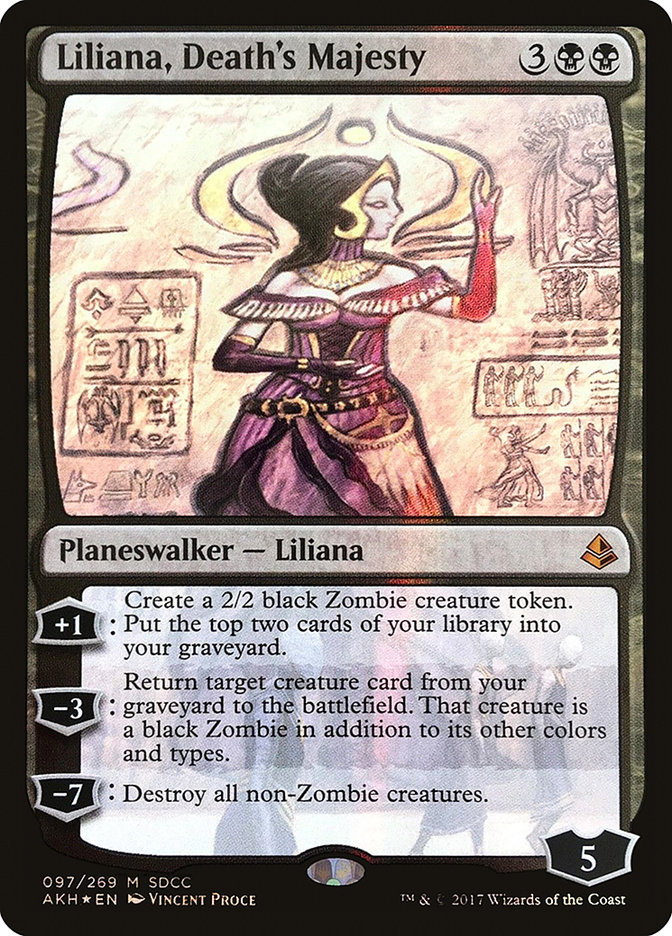 Liliana, Death's Majesty 3
Planeswalker — Liliana
Create a 2/2 black Zombie creature token.
+1 : Put the top two cards of your library into
your graveyard.
Return target creature card from your
−3 : graveyard to the battlefield. That creature is
a black Zombie in addition to its other colors
and types.
−7 : Destroy all non-Zombie creatures.
5
097/269 M SDCC
AKH★EN Vincent Proce
™ & © 2017 Wizards of the Coast